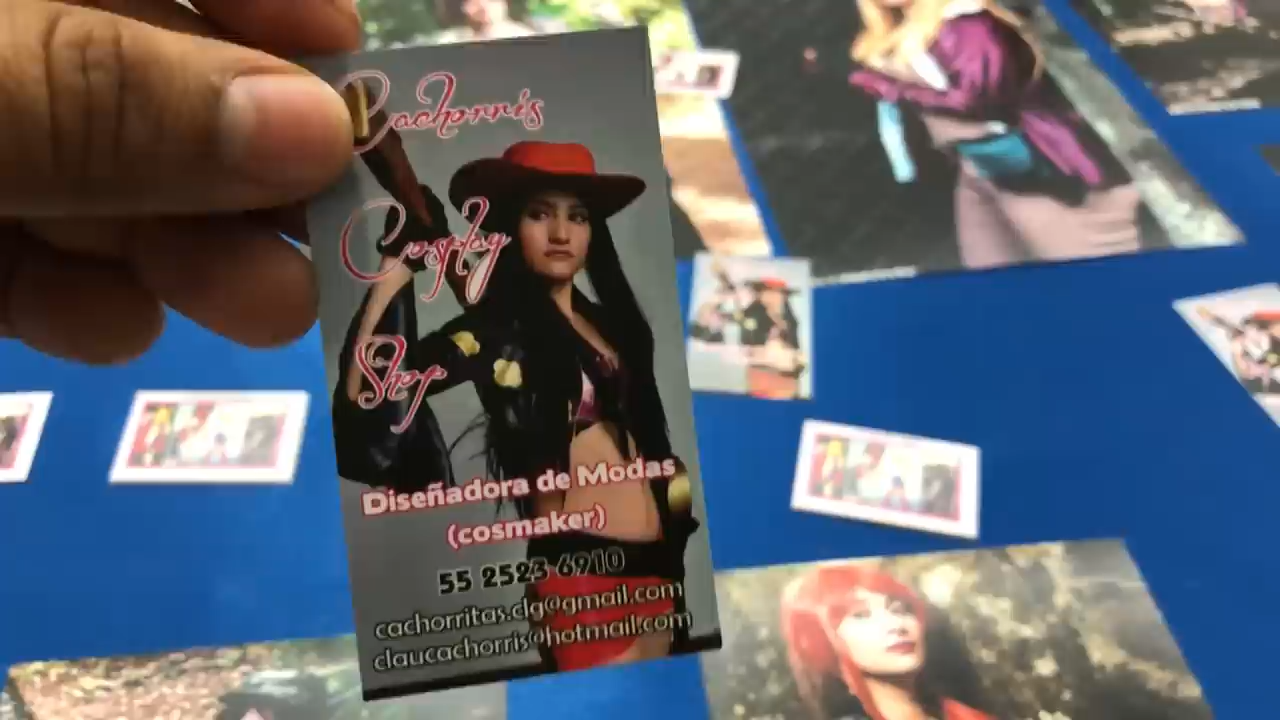 Cachorris
Cosplay
Shop
Diseñadora de Modas
(cosmaker)
55 2523 6910
cachorritas.clg@gmail.com
claucachorris@hotmail.com